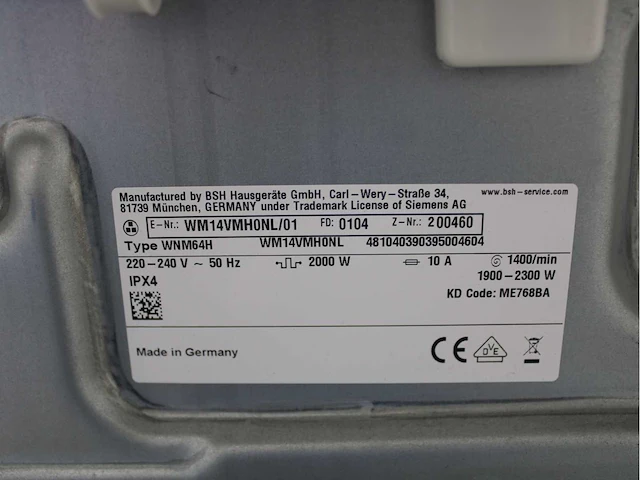 Manufactured by BSH Hausgeräte GmbH, Carl-Wery-Straße 34,
81739 München, GERMANY under Trademark License of Siemens AG
www.bsh-service.com
E-Nr.: WM14VMH0NL/01 FD: 0104 Z-Nr.: 200460
Type WNM64H WM14VMH0NL 481040390395004604
220-240 V ~ 50 Hz 2000 W 10 A 1400/min
1900-2300 W
IPX4
KD Code: ME768BA
Made in Germany
CE DVE